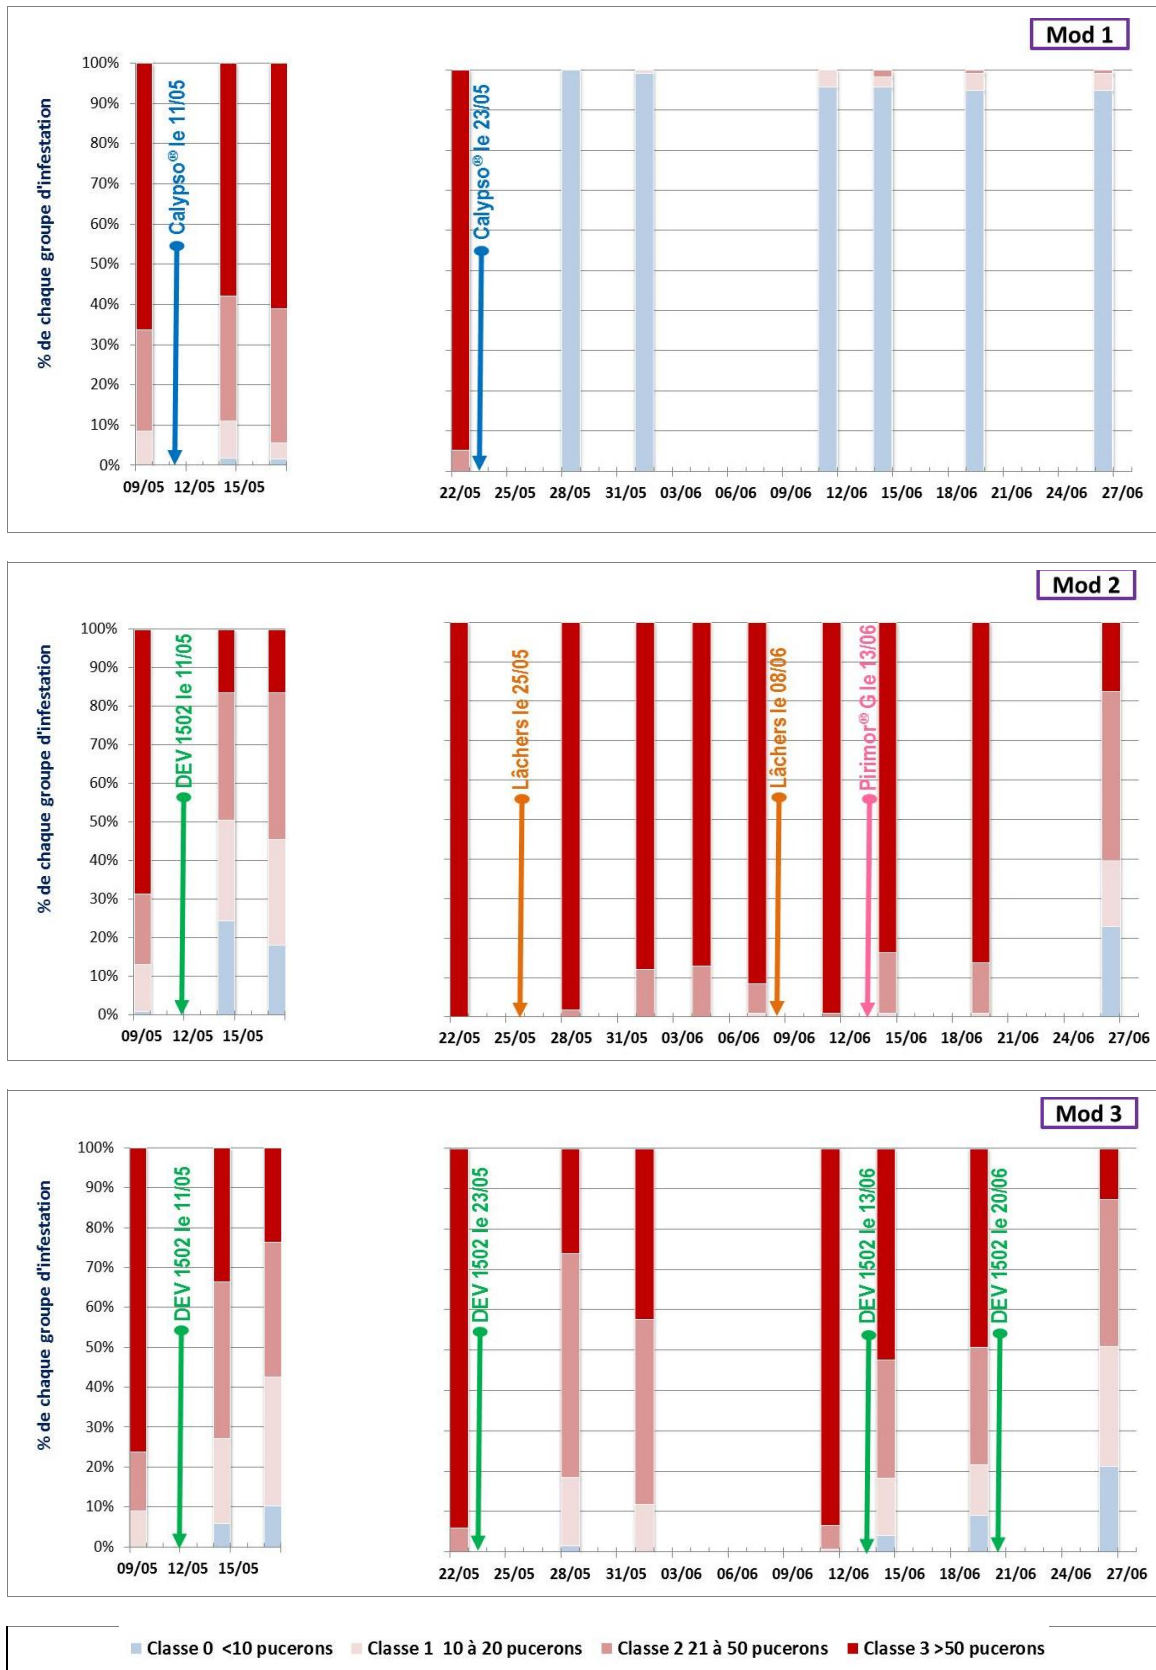 Mod 1
% de chaque groupe d'infestation
100%
90%
80%
70%
60%
50%
40%
30%
20%
10%
0%
Calypso® le 11/05
Calypso® le 23/05
09/05 12/05 15/05
22/05 25/05 28/05 31/05 03/06 06/06 09/06 12/06 15/06 18/06 21/06 24/06 27/06
Mod 2
% de chaque groupe d'infestation
100%
90%
80%
70%
60%
50%
40%
30%
20%
10%
0%
DEV 1502 le 11/05
Lâchers le 25/05
Lâchers le 08/06
Pirimor® G le 13/06
09/05 12/05 15/05
22/05 25/05 28/05 31/05 03/06 06/06 09/06 12/06 15/06 18/06 21/06 24/06 27/06
Mod 3
% de chaque groupe d'infestation
100%
90%
80%
70%
60%
50%
40%
30%
20%
10%
0%
DEV 1502 le 11/05
DEV 1502 le 23/05
DEV 1502 le 13/06
DEV 1502 le 20/06
09/05 12/05 15/05
22/05 25/05 28/05 31/05 03/06 06/06 09/06 12/06 15/06 18/06 21/06 24/06 27/06
Classe 0 <10 pucerons Classe 1 10 à 20 pucerons Classe 2 21 à 50 pucerons Classe 3 >50 pucerons